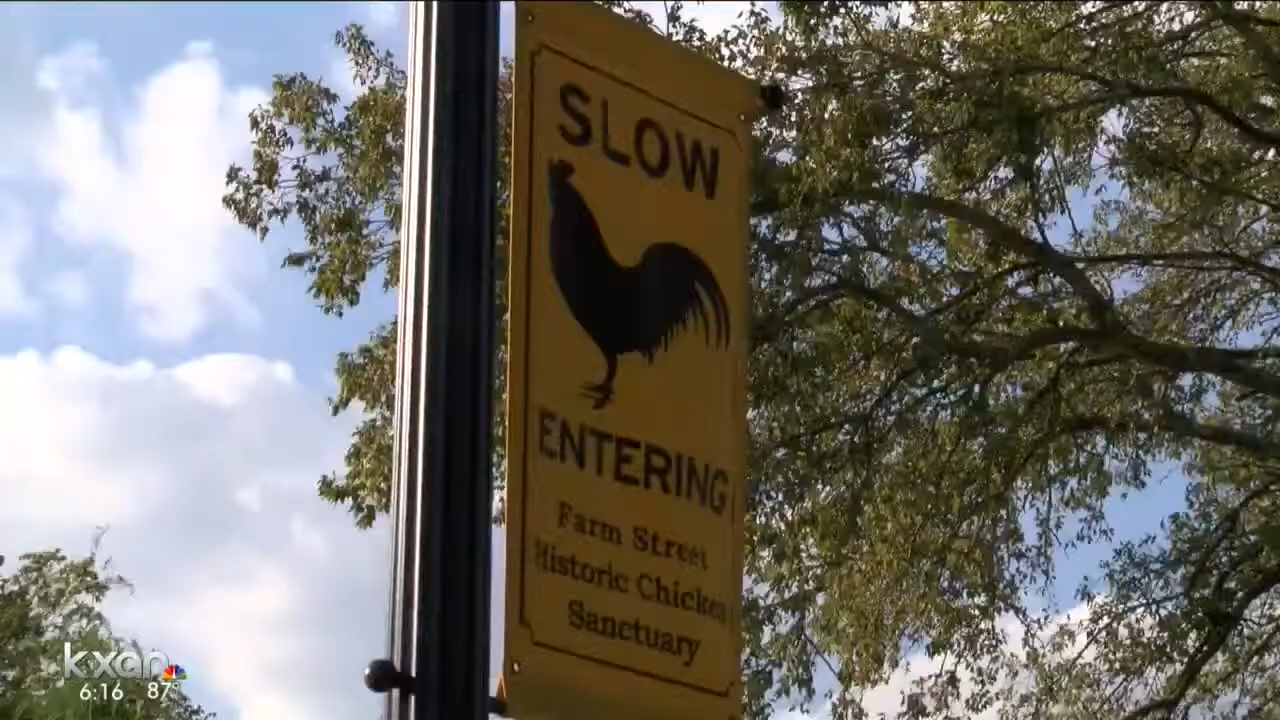 SLOW
ENTERING
Farm Street
Historic Chicken
Sanctuary
kxan
6:16 87°